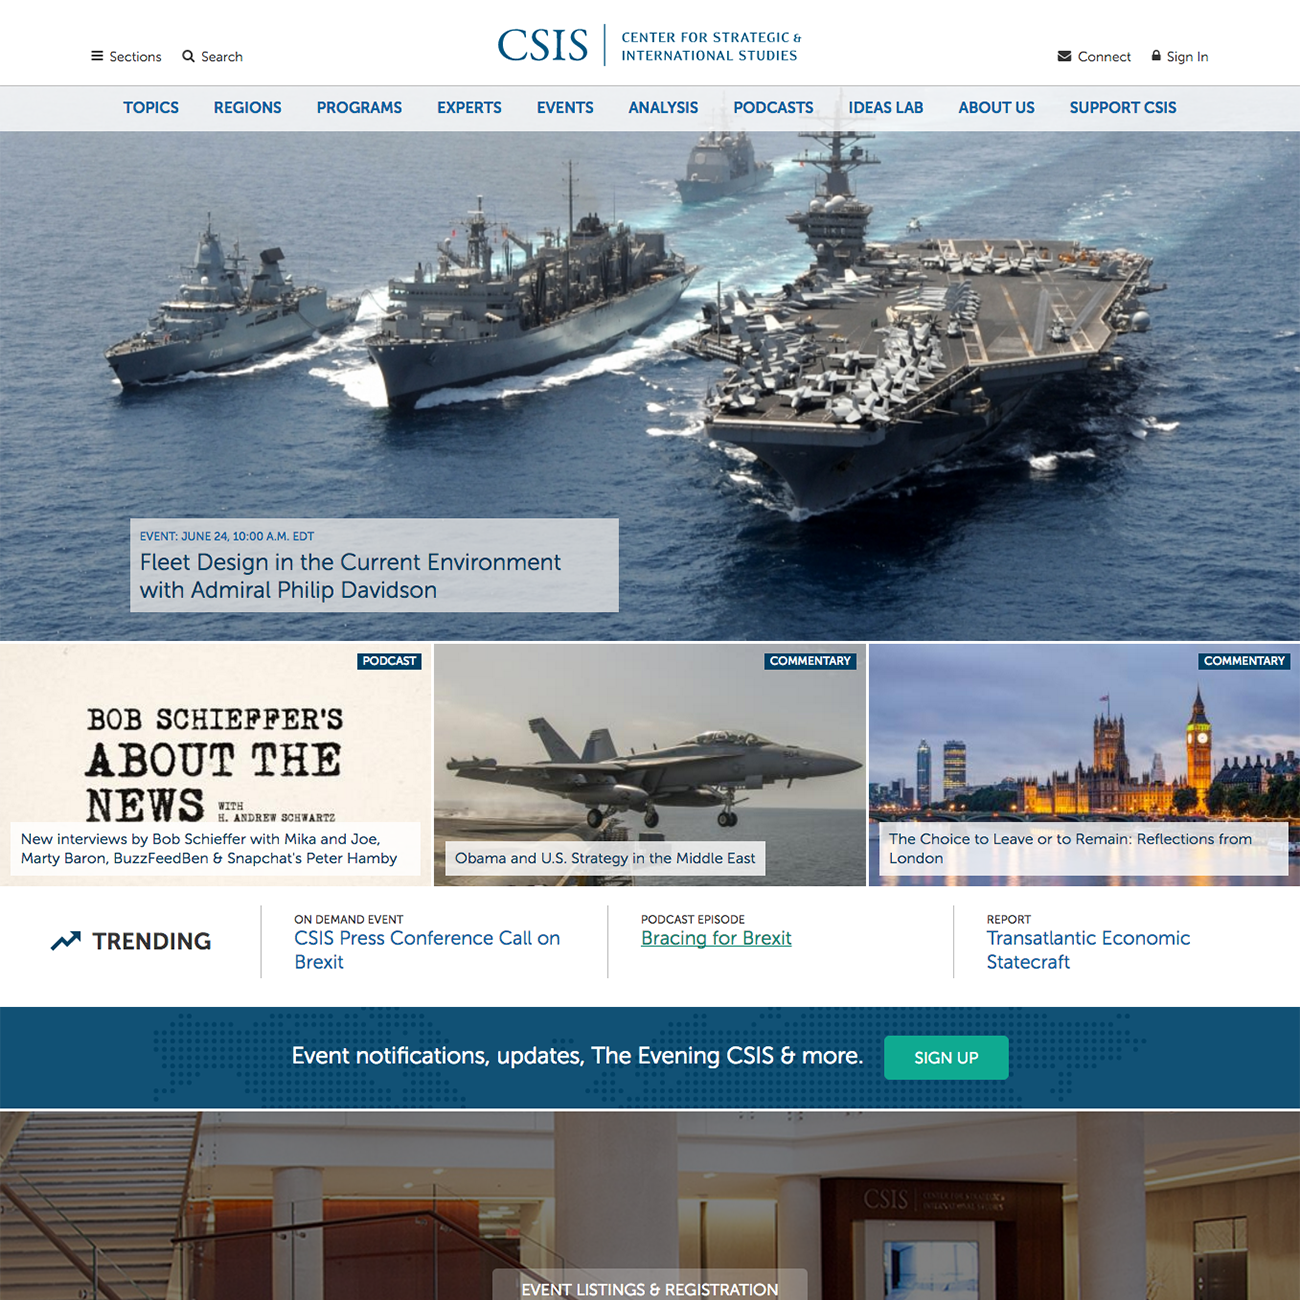 Sections
Search
CSIS
CENTER FOR STRATEGIC &
INTERNATIONAL STUDIES
Connect
Sign In
TOPICS
REGIONS
PROGRAMS
EXPERTS
EVENTS
ANALYSIS
PODCASTS
IDEAS LAB
ABOUT US
SUPPORT CSIS
EVENT: JUNE 24, 10:00 A.M. EDT
Fleet Design in the Current Environment
with Admiral Philip Davidson
PODCAST
BOB SCHIEFFER'S
ABOUT THE
NEWS
WITH
H. ANDREW SCHWARTZ
New interviews by Bob Schieffer with Mika and Joe,
Marty Baron, BuzzFeedBen & Snapchat's Peter Hamby
COMMENTARY
504
Obama and U.S. Strategy in the Middle East
COMMENTARY
The Choice to Leave or to Remain: Reflections from
London
TRENDING
ON DEMAND EVENT
CSIS Press Conference Call on
Brexit
PODCAST EPISODE
Bracing for Brexit
REPORT
Transatlantic Economic
Statecraft
Event notifications, updates, The Evening CSIS & more.
SIGN UP
CSIS
CENTER FOR STRATEGIC &
INTERNATIONAL STUDIES
EVENT LISTINGS & REGISTRATION